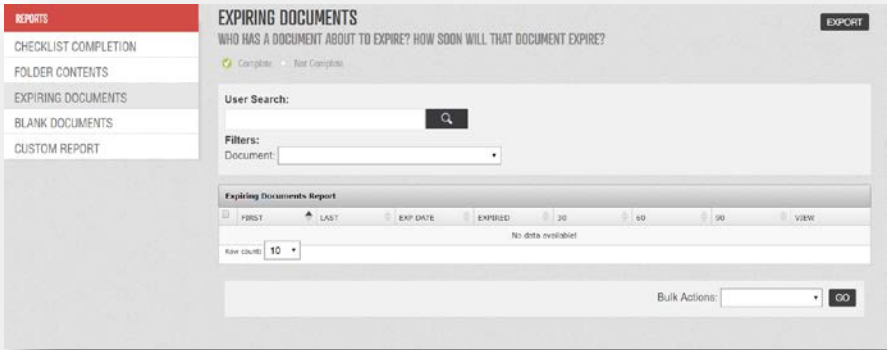 REPORTS
CHECKLIST COMPLETION
FOLDER CONTENTS
EXPIRING DOCUMENTS
BLANK DOCUMENTS
CUSTOM REPORT
EXPIRING DOCUMENTS
EXPORT
WHO HAS A DOCUMENT ABOUT TO EXPIRE? HOW SOON WILL THAT DOCUMENT EXPIRE?
Complete Not Complete
User Search:
Filters:
Document:
Expiring Documents Report
FIRST LAST EXP DATE EXPIRED 30 60 90 VIEW
No data available!
Row count: 10
Bulk Actions: GO